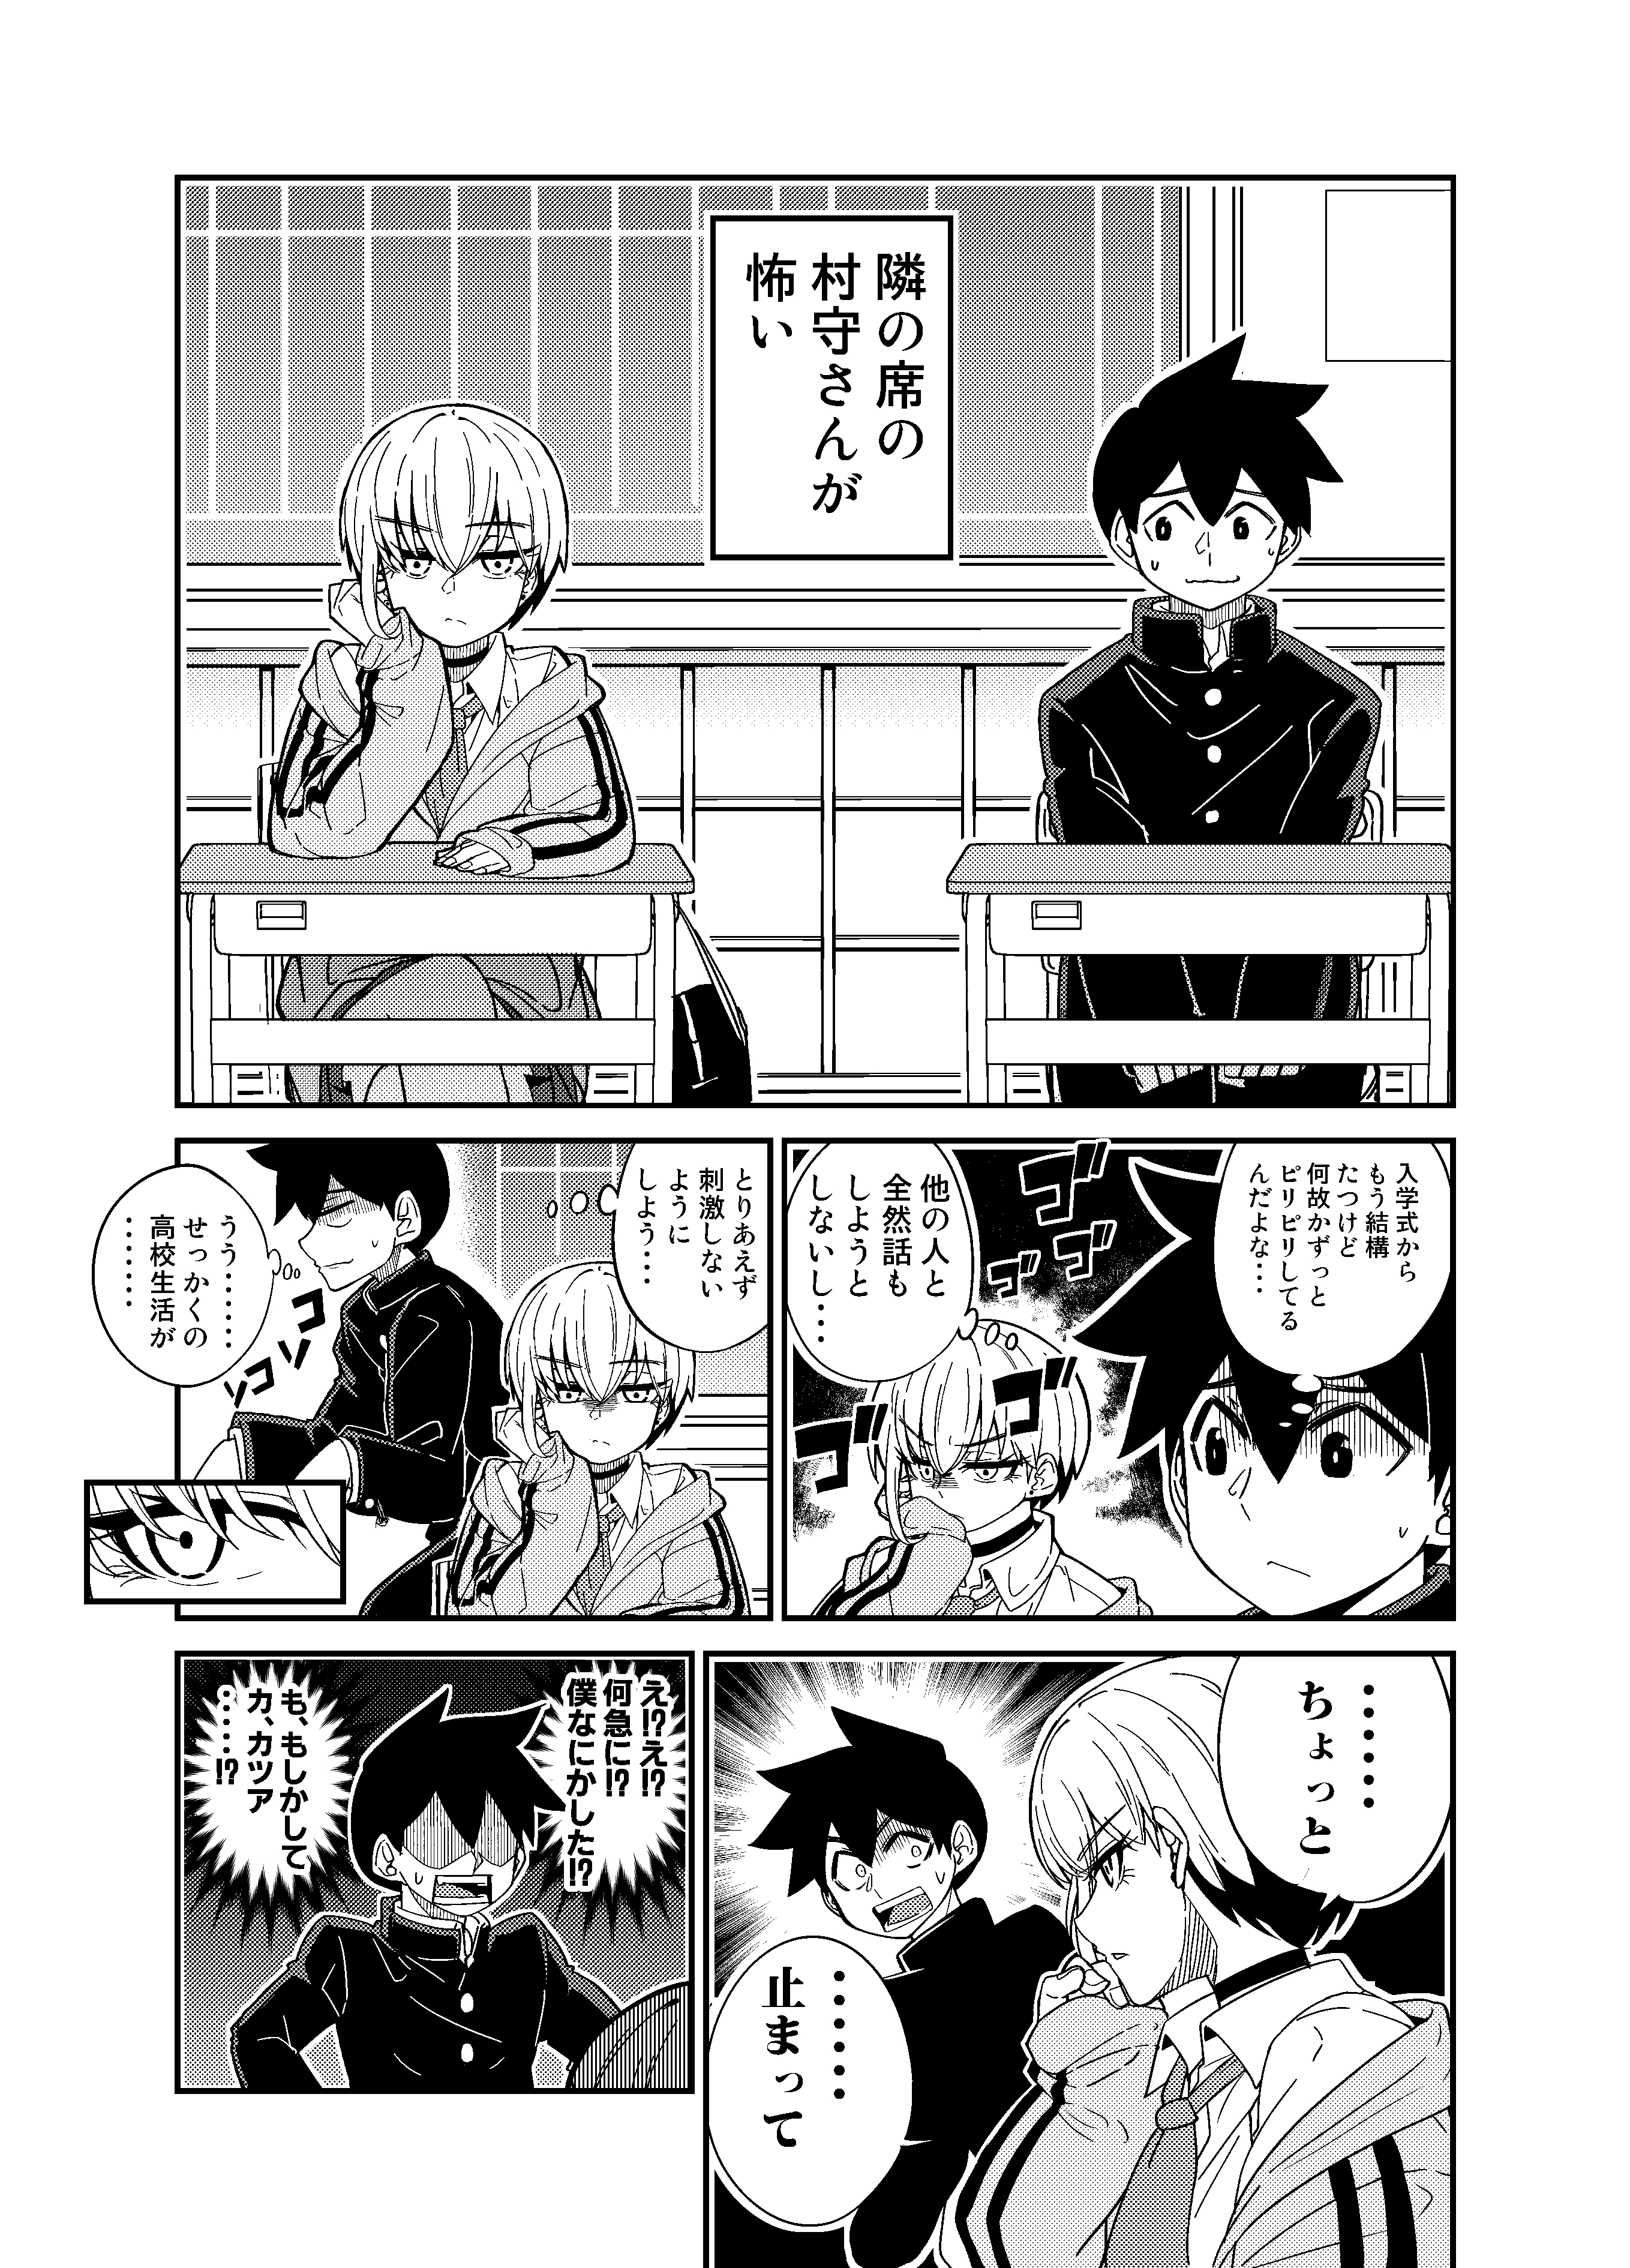 隣の席の
村守さんが
怖い
入学式から
もう結構
たつけど
何故かずっと
ピリピリしてる
んだよな・・・
ゴゴゴ
他の人と
全然話も
しようと
しないし・・・
ゴゴゴ
とりあえず
刺激しない
ように
しよう・・・
うう・・・・・・
せっかくの
高校生活が
・・・・・・
コソコソ
・・・・・・
ちょっと
・・・・・・
止まって
え!?え!?
何急に!?
僕なにかした!?
も、もしかして
カ、カツア
・・・・・・!?